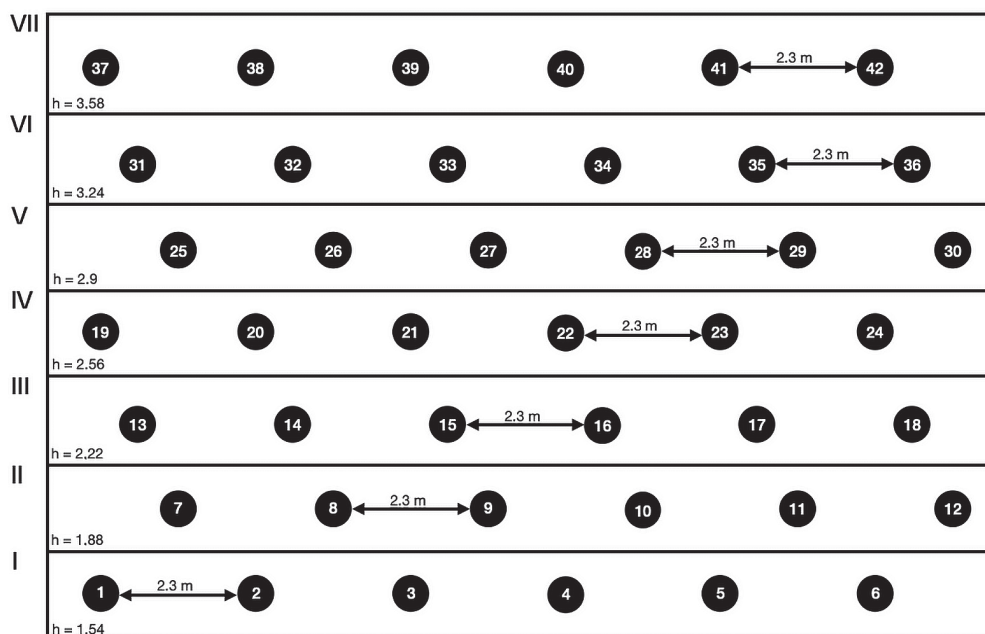 VII
37 38 39 40 41 2.3 m 42
h = 3.58
VI
31 32 33 34 35 2.3 m 36
h = 3.24
V
25 26 27 28 2.3 m 29 30
h = 2.9
IV
19 20 21 22 2.3 m 23 24
h = 2.56
III
13 14 15 2.3 m 16 17 18
h = 2,22
II
7 8 2.3 m 9 10 11 12
h = 1.88
I
1 2.3 m 2 3 4 5 6
h = 1.54